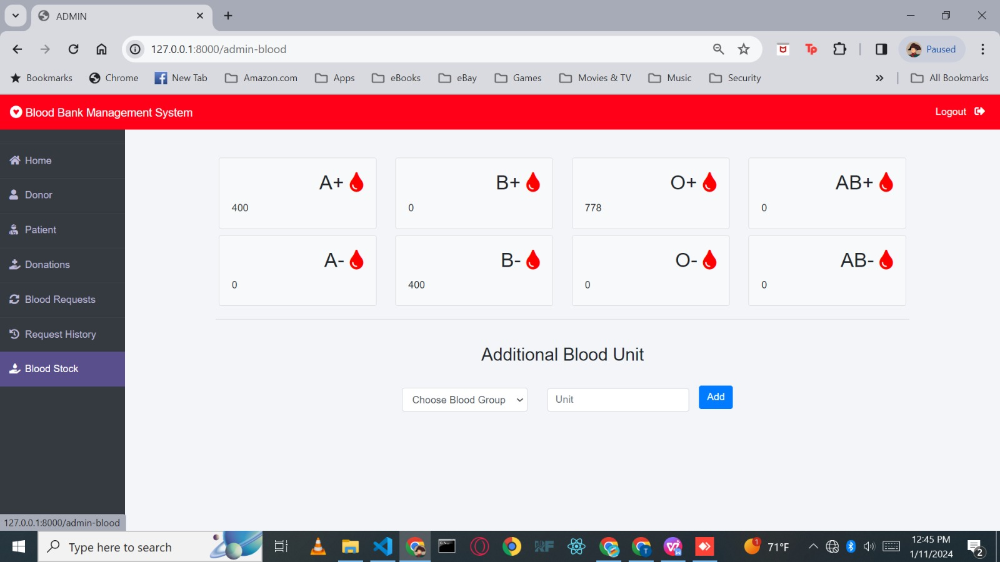 ADMIN
127.0.0.1:8000/admin-blood
Paused
Bookmarks
Chrome
New Tab
Amazon.com
Apps
eBooks
eBay
Games
Movies & TV
Music
Security
All Bookmarks
Blood Bank Management System
Logout
Home
Donor
Patient
Donations
Blood Requests
Request History
Blood Stock
A+
400
B+
0
O+
778
AB+
0
A-
0
B-
400
O-
0
AB-
0
Additional Blood Unit
Choose Blood Group
Unit
Add
127.0.0.1:8000/admin-blood
Type here to search
1
71°F
12:45 PM
1/11/2024
2